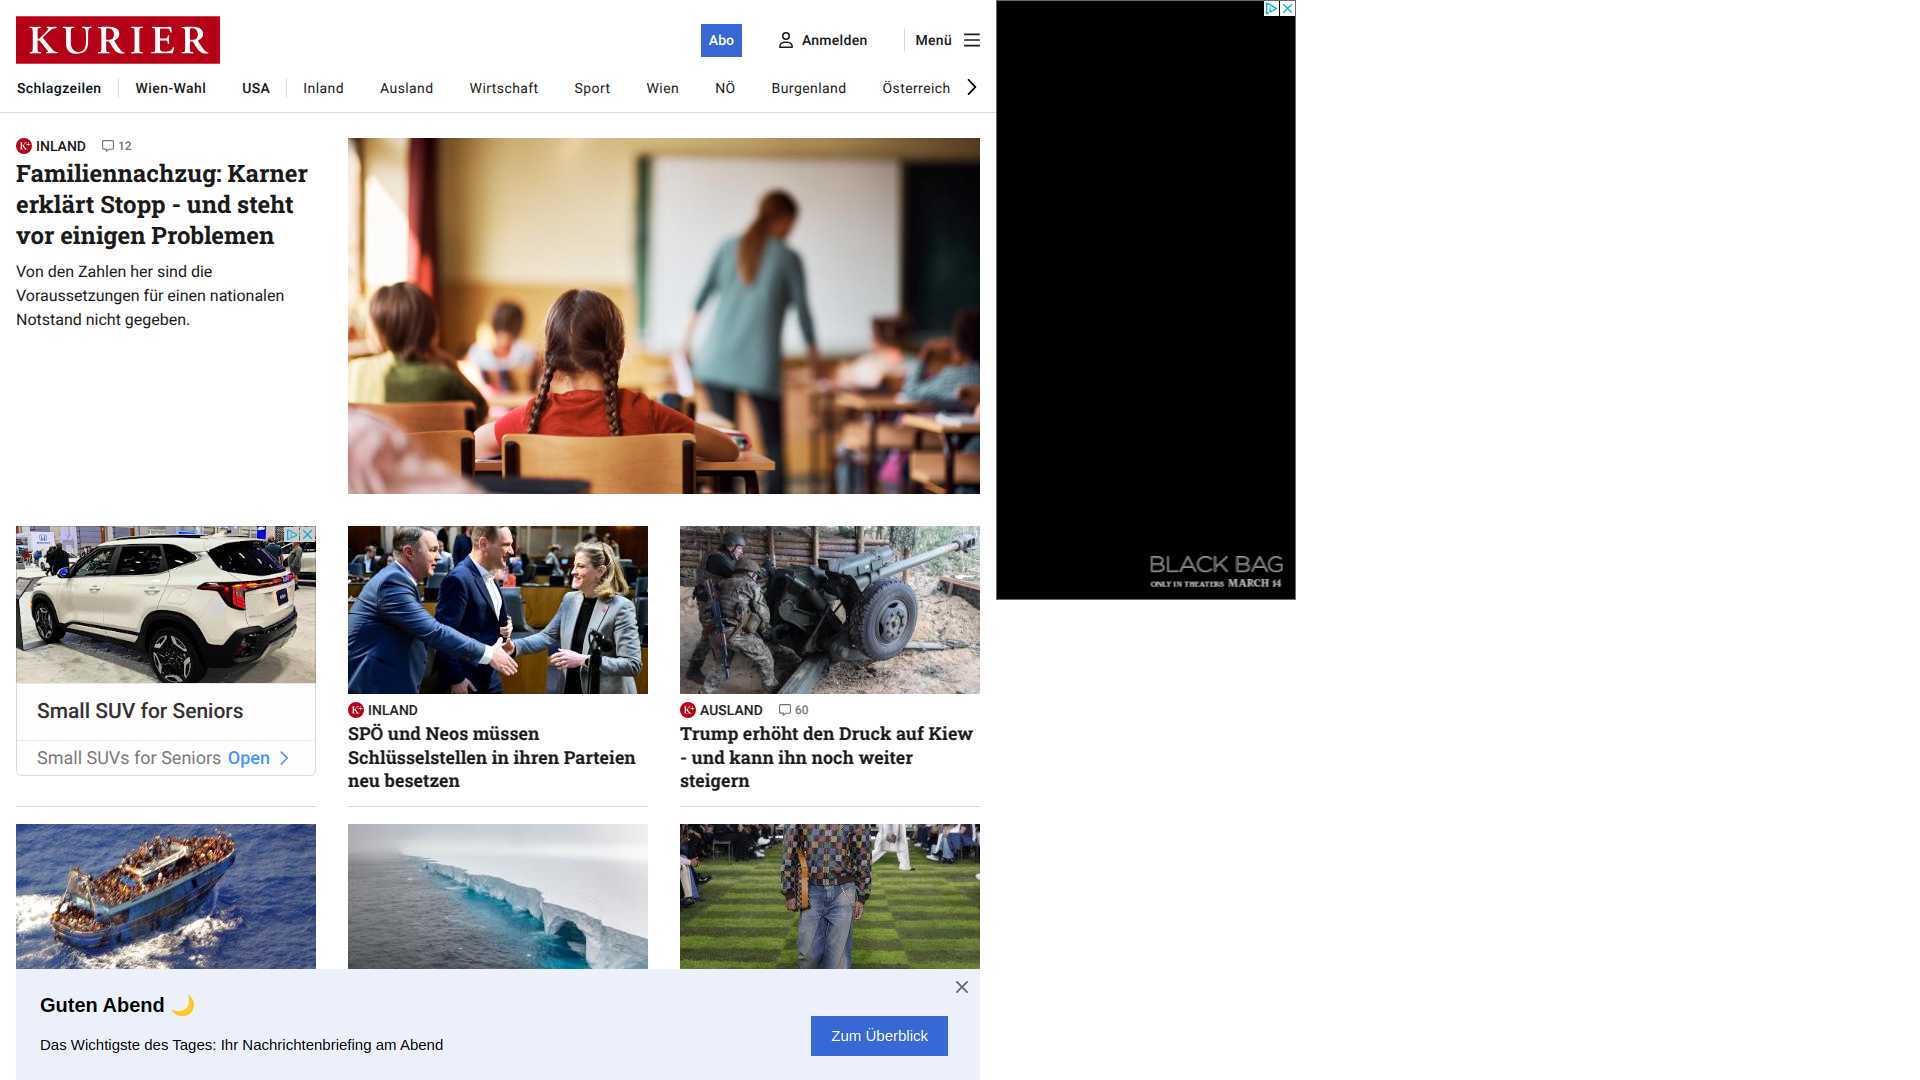 KURIER
Abo
Anmelden
Menü
Schlagzeilen
Wien-Wahl
USA
Inland
Ausland
Wirtschaft
Sport
Wien
NÖ
Burgenland
Österreich
INLAND 12
Familiennachzug: Karner
erklärt Stopp - und steht
vor einigen Problemen
Von den Zahlen her sind die
Voraussetzungen für einen nationalen
Notstand nicht gegeben.
BLACK BAG
ONLY IN THEATERS MARCH 14
Small SUV for Seniors
Small SUVs for Seniors Open
INLAND
SPÖ und Neos müssen
Schlüsselstellen in ihren Parteien
neu besetzen
AUSLAND 60
Trump erhöht den Druck auf Kiew
- und kann ihn noch weiter
steigern
Guten Abend 🌙
Das Wichtigste des Tages: Ihr Nachrichtenbriefing am Abend
Zum Überblick